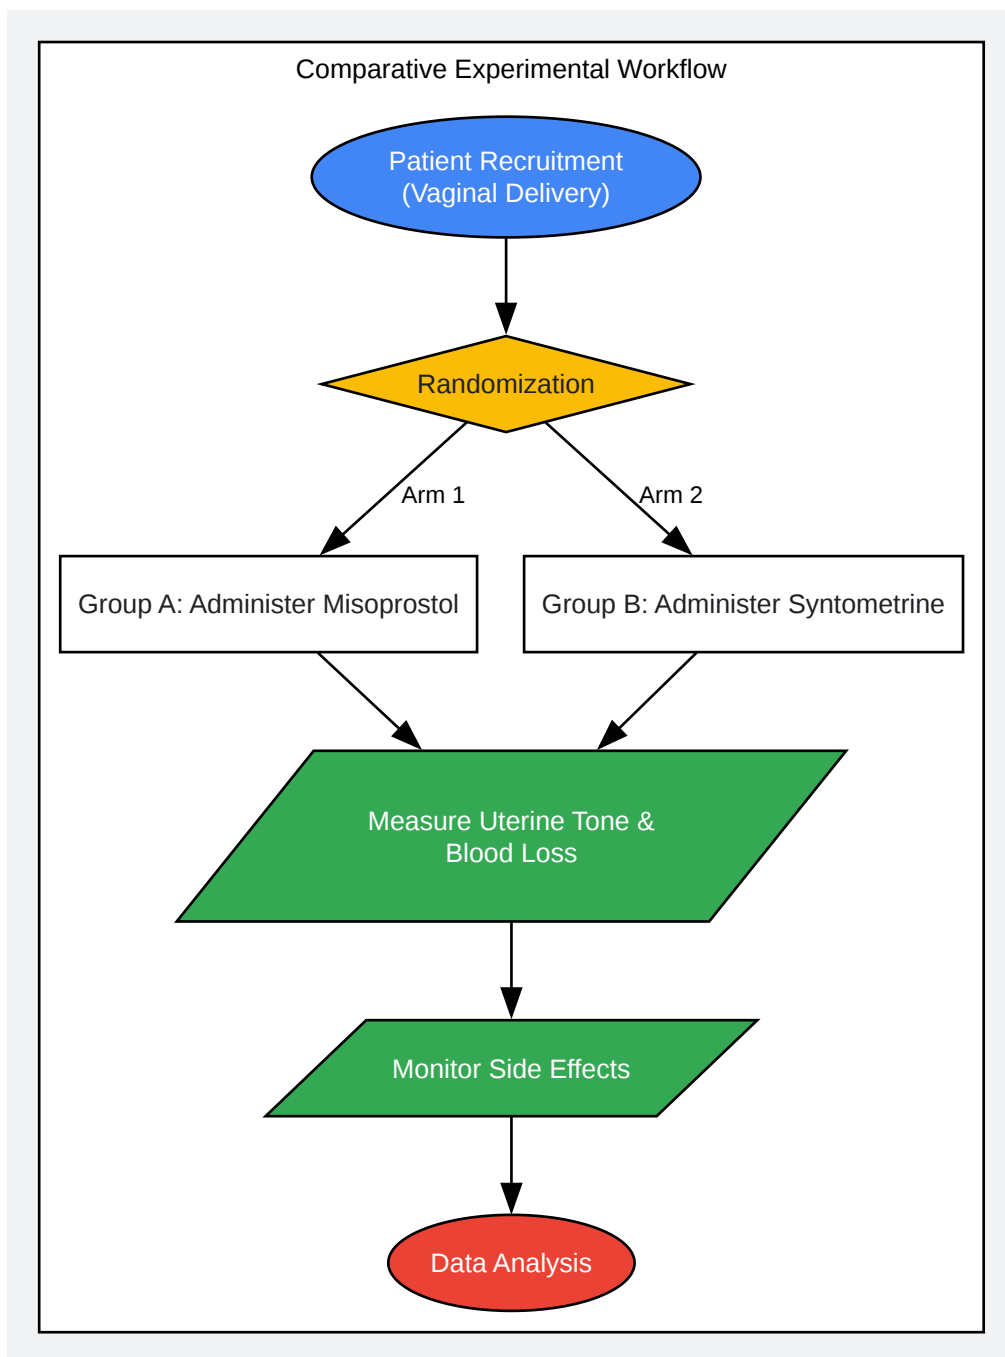 Comparative Experimental Workflow
Patient Recruitment
(Vaginal Delivery)
Randomization
Arm 1
Arm 2
Group A: Administer Misoprostol
Group B: Administer Syntometrine
Measure Uterine Tone &
Blood Loss
Monitor Side Effects
Data Analysis